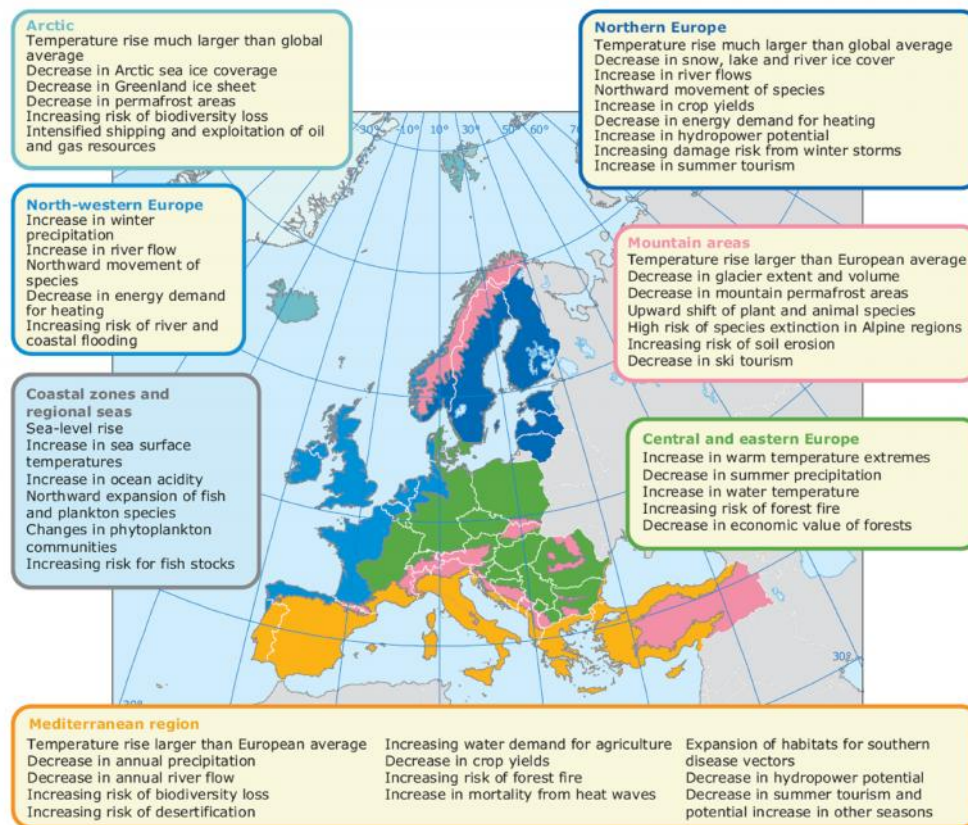 Arctic
Temperature rise much larger than global
average
Decrease in Arctic sea ice coverage
Decrease in Greenland ice sheet
Decrease in permafrost areas
Increasing risk of biodiversity loss
Intensified shipping and exploitation of oil
and gas resources
Northern Europe
Temperature rise much larger than global average
Decrease in snow, lake and river ice cover
Increase in river flows
Northward movement of species
Increase in crop yields
Decrease in energy demand for heating
Increase in hydropower potential
Increasing damage risk from winter storms
Increase in summer tourism
-30° -10° 10° 30° 50° 60°
North-western Europe
Increase in winter
precipitation
Increase in river flow
Northward movement of
species
Decrease in energy demand
for heating
Increasing risk of river and
coastal flooding
Mountain areas
Temperature rise larger than European average
Decrease in glacier extent and volume
Decrease in mountain permafrost areas
Upward shift of plant and animal species
High risk of species extinction in Alpine regions
Increasing risk of soil erosion
Decrease in ski tourism
Coastal zones and
regional seas
Sea-level rise
Increase in sea surface
temperatures
Increase in ocean acidity
Northward expansion of fish
and plankton species
Changes in phytoplankton
communities
Increasing risk for fish stocks
Central and eastern Europe
Increase in warm temperature extremes
Decrease in summer precipitation
Increase in water temperature
Increasing risk of forest fire
Decrease in economic value of forests
30°
Mediterranean region
Temperature rise larger than European average
Decrease in annual precipitation
Decrease in annual river flow
Increasing risk of biodiversity loss
Increasing risk of desertification
Increasing water demand for agriculture
Decrease in crop yields
Increasing risk of forest fire
Increase in mortality from heat waves
Expansion of habitats for southern
disease vectors
Decrease in hydropower potential
Decrease in summer tourism and
potential increase in other seasons